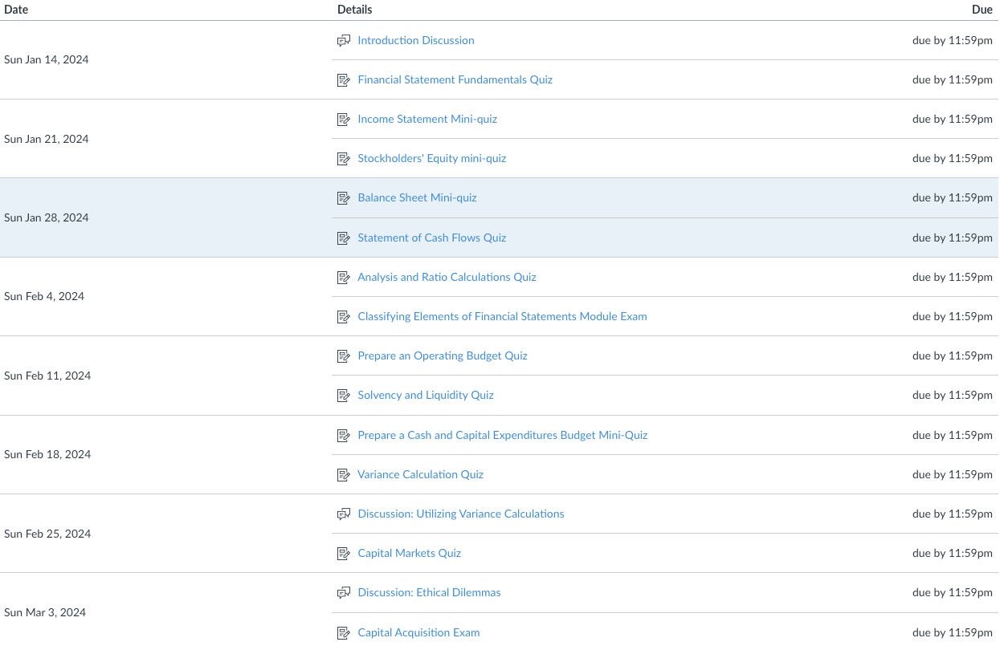 Date Details Due
Sun Jan 14, 2024
Introduction Discussion due by 11:59pm
Financial Statement Fundamentals Quiz due by 11:59pm
Sun Jan 21, 2024
Income Statement Mini-quiz due by 11:59pm
Stockholders' Equity mini-quiz due by 11:59pm
Sun Jan 28, 2024
Balance Sheet Mini-quiz due by 11:59pm
Statement of Cash Flows Quiz due by 11:59pm
Sun Feb 4, 2024
Analysis and Ratio Calculations Quiz due by 11:59pm
Classifying Elements of Financial Statements Module Exam due by 11:59pm
Sun Feb 11, 2024
Prepare an Operating Budget Quiz due by 11:59pm
Solvency and Liquidity Quiz due by 11:59pm
Sun Feb 18, 2024
Prepare a Cash and Capital Expenditures Budget Mini-Quiz due by 11:59pm
Variance Calculation Quiz due by 11:59pm
Sun Feb 25, 2024
Discussion: Utilizing Variance Calculations due by 11:59pm
Capital Markets Quiz due by 11:59pm
Sun Mar 3, 2024
Discussion: Ethical Dilemmas due by 11:59pm
Capital Acquisition Exam due by 11:59pm